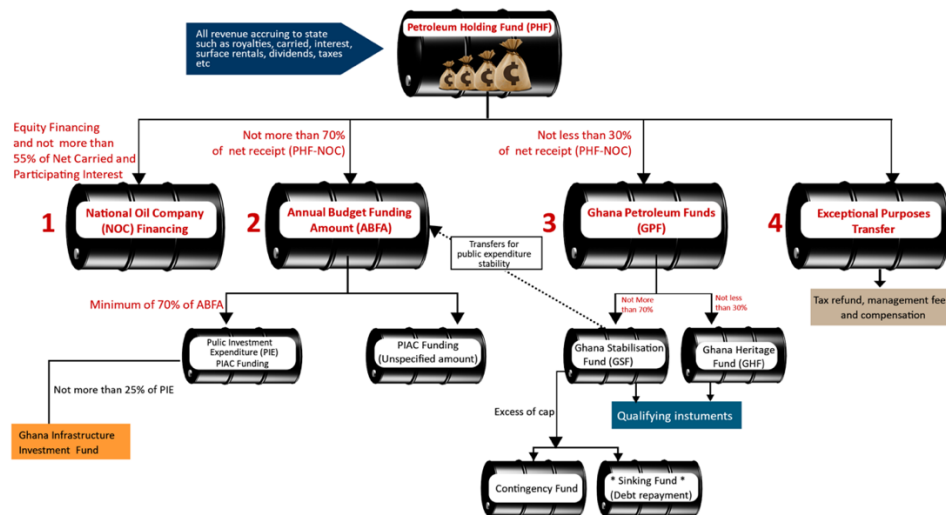 Petroleum Holding Fund (PHF)
All revenue accruing to state
such as royalties, carried, interest,
surface rentals, dividends, taxes
etc
Equity Financing
and not more than
55% of Net Carried and
Participating Interest
Not more than 70%
of net receipt (PHF-NOC)
Not less than 30%
of net receipt (PHF-NOC)
1
National Oil Company
(NOC) Financing
2
Annual Budget Funding
Amount (ABFA)
3
Ghana Petroleum Funds
(GPF)
4
Exceptional Purposes
Transfer
Transfers for
public expenditure
stability
Minimum of 70% of ABFA
Not More
than 70%
Not less
than 30%
Tax refund, management fee
and compensation
Pulic Investment
Expenditure (PIE)
PIAC Funding
PIAC Funding
(Unspecified amount)
Ghana Stabilisation
Fund (GSF)
Ghana Heritage
Fund (GHF)
Not more than 25% of PIE
Excess of cap
Qualifying instuments
Ghana Infrastructure
Investment Fund
Contingency Fund
* Sinking Fund *
(Debt repayment)